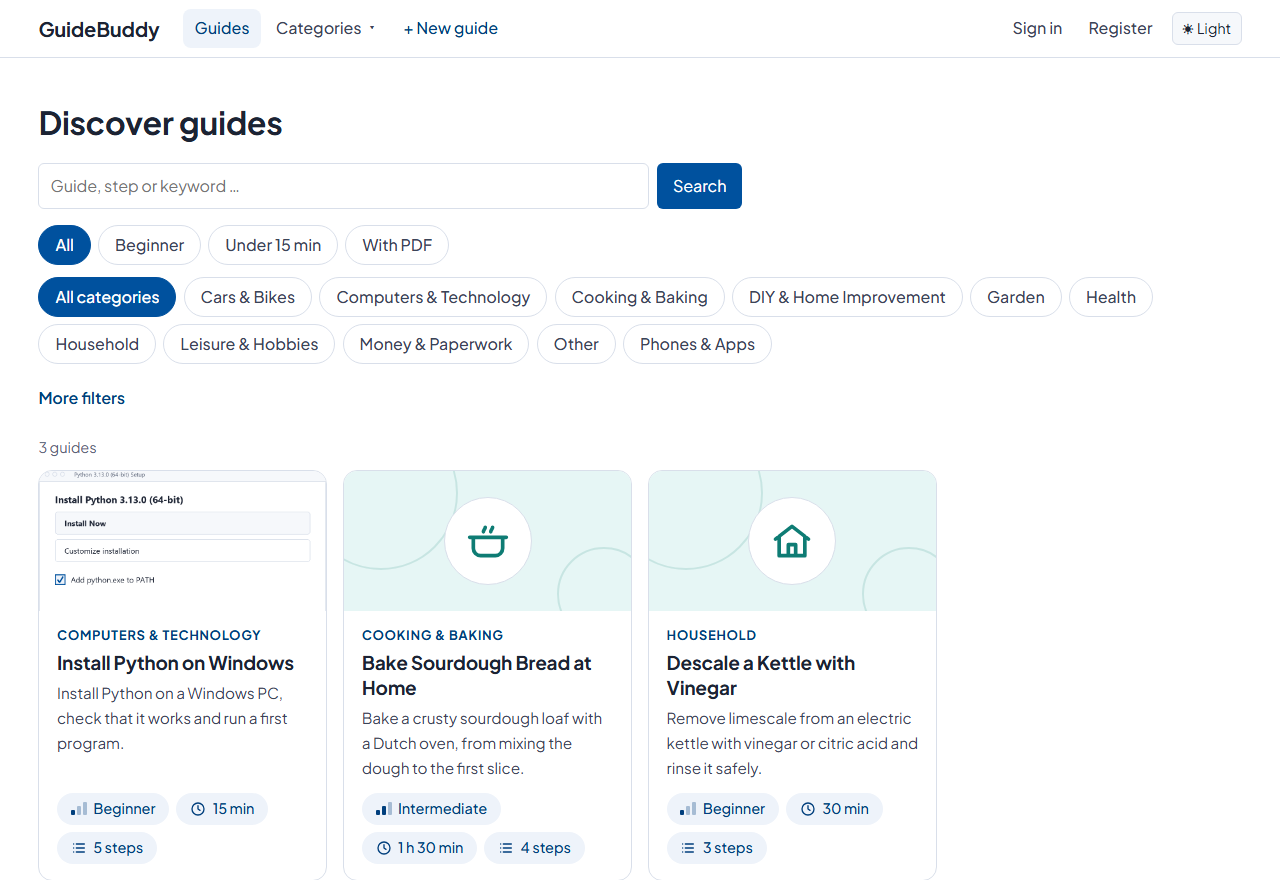 GuideBuddy Guides Categories + New guide Sign in Register Light
Discover guides
Guide, step or keyword ... Search
All Beginner Under 15 min With PDF
All categories Cars & Bikes Computers & Technology Cooking & Baking DIY & Home Improvement Garden Health
Household Leisure & Hobbies Money & Paperwork Other Phones & Apps
More filters
3 guides
Python 3.13.0 (64-bit) Setup
Install Python 3.13.0 (64-bit)
Install Now
Customize installation
Add python.exe to PATH
COMPUTERS & TECHNOLOGY
Install Python on Windows
Install Python on a Windows PC,
check that it works and run a first
program.
Beginner 15 min
5 steps
COOKING & BAKING
Bake Sourdough Bread at
Home
Bake a crusty sourdough loaf with
a Dutch oven, from mixing the
dough to the first slice.
Intermediate
1 h 30 min 4 steps
HOUSEHOLD
Descale a Kettle with
Vinegar
Remove limescale from an electric
kettle with vinegar or citric acid and
rinse it safely.
Beginner 30 min
3 steps